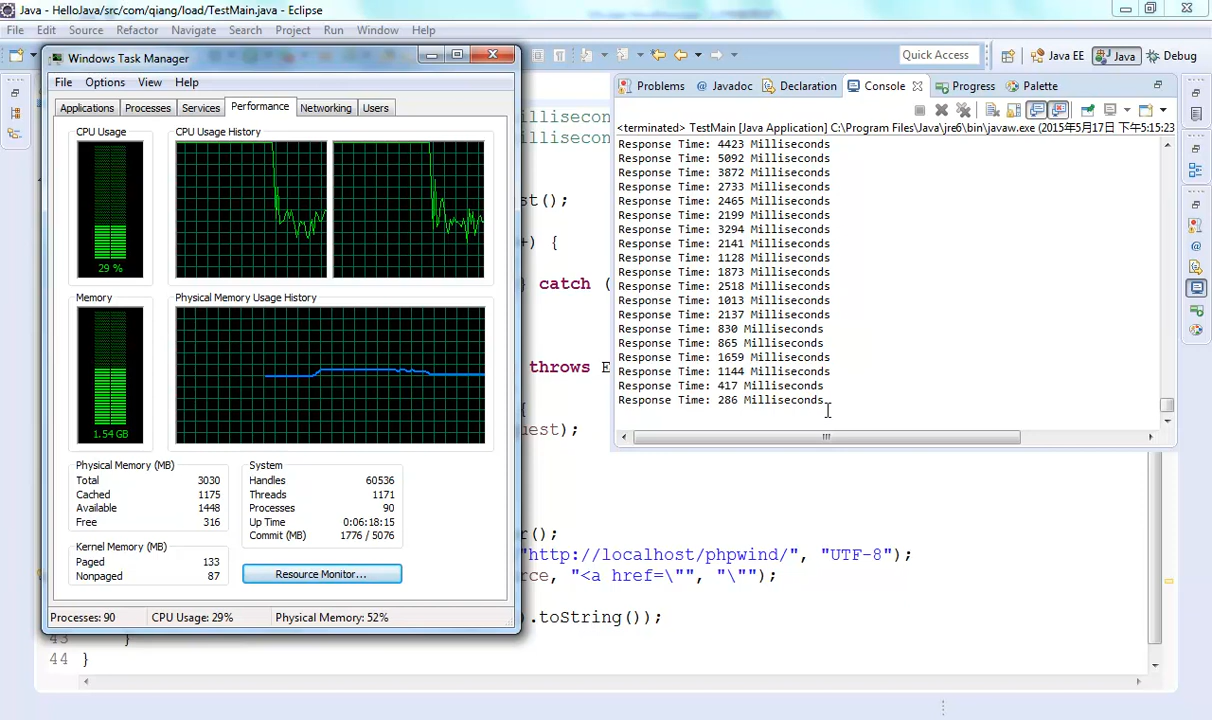 Java - HelloJava/src/com/qiang/load/TestMain.java - Eclipse
File Edit Source Refactor Navigate Search Project Run Window Help
Quick Access
Java EE
Java
Debug
Windows Task Manager
File Options View Help
Applications Processes Services Performance Networking Users
CPU Usage
CPU Usage History
29 %
Memory
Physical Memory Usage History
1.54 GB
Physical Memory (MB)
Total 3030
Cached 1175
Available 1448
Free 316
Kernel Memory (MB)
Paged 133
Nonpaged 87
System
Handles 60536
Threads 1171
Processes 90
Up Time 0:06:18:15
Commit (MB) 1776 / 5076
Resource Monitor...
Processes: 90 CPU Usage: 29% Physical Memory: 52%
Problems @ Javadoc Declaration Console Progress Palette
<terminated> TestMain [Java Application] C:\Program Files\Java\jre6\bin\javaw.exe (2015年5月17日 下午5:15:23
Response Time: 4423 Milliseconds
Response Time: 5092 Milliseconds
Response Time: 3872 Milliseconds
Response Time: 2733 Milliseconds
Response Time: 2465 Milliseconds
Response Time: 2199 Milliseconds
Response Time: 3294 Milliseconds
Response Time: 2141 Milliseconds
Response Time: 1128 Milliseconds
Response Time: 1873 Milliseconds
Response Time: 2518 Milliseconds
Response Time: 1013 Milliseconds
Response Time: 2137 Milliseconds
Response Time: 830 Milliseconds
Response Time: 865 Milliseconds
Response Time: 1659 Milliseconds
Response Time: 1144 Milliseconds
Response Time: 417 Milliseconds
Response Time: 286 Milliseconds
illisecon
illisecon
st();
+) {
} catch (
throws E
{
uest);
r();
"http://localhost/phpwind/", "UTF-8");
rce, "<a href=\"", "\"");
).toString());
43 }
44 }